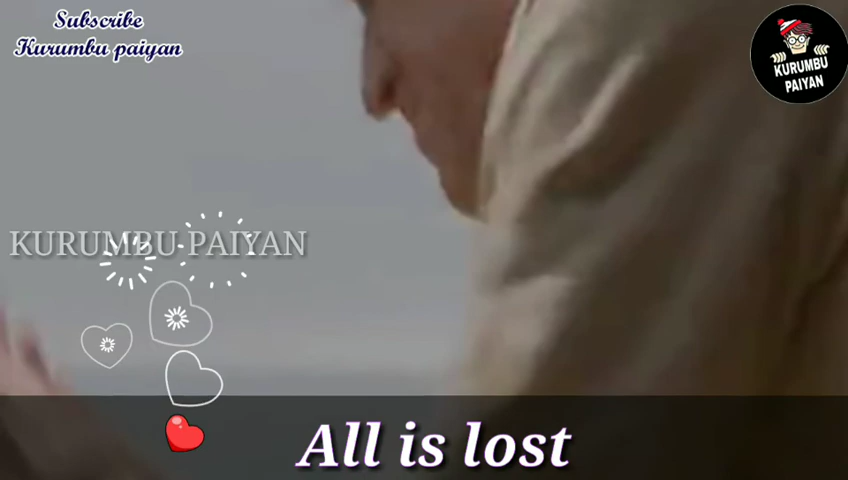 Subscribe
Kurumbu paiyan
KURUMBU
PAIYAN
KURUMBU PAIYAN
All is lost